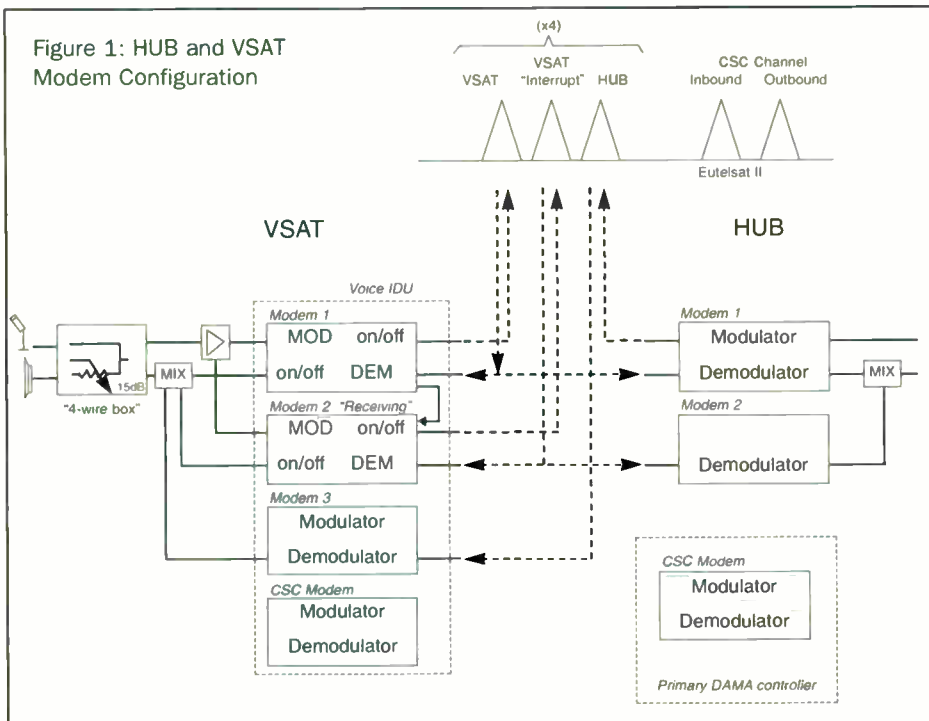 Figure 1: HUB and VSAT
Modem Configuration
(x4)
VSAT
VSAT
"Interrupt"
HUB
CSC Channel
Inbound
Outbound
Eutelsat II
VSAT
HUB
Voice IDU
Modem 1
MOD on/off
on/off DEM
Modem 2 "Receiving"
MOD on/off
on/off DEM
Modem 3
Modulator
Demodulator
CSC Modem
Modulator
Demodulator
15dB
MIX
"4-wire box"
Modem 1
Modulator
Demodulator
MIX
Modem 2
Demodulator
CSC Modem
Modulator
Demodulator
Primary DAMA controller